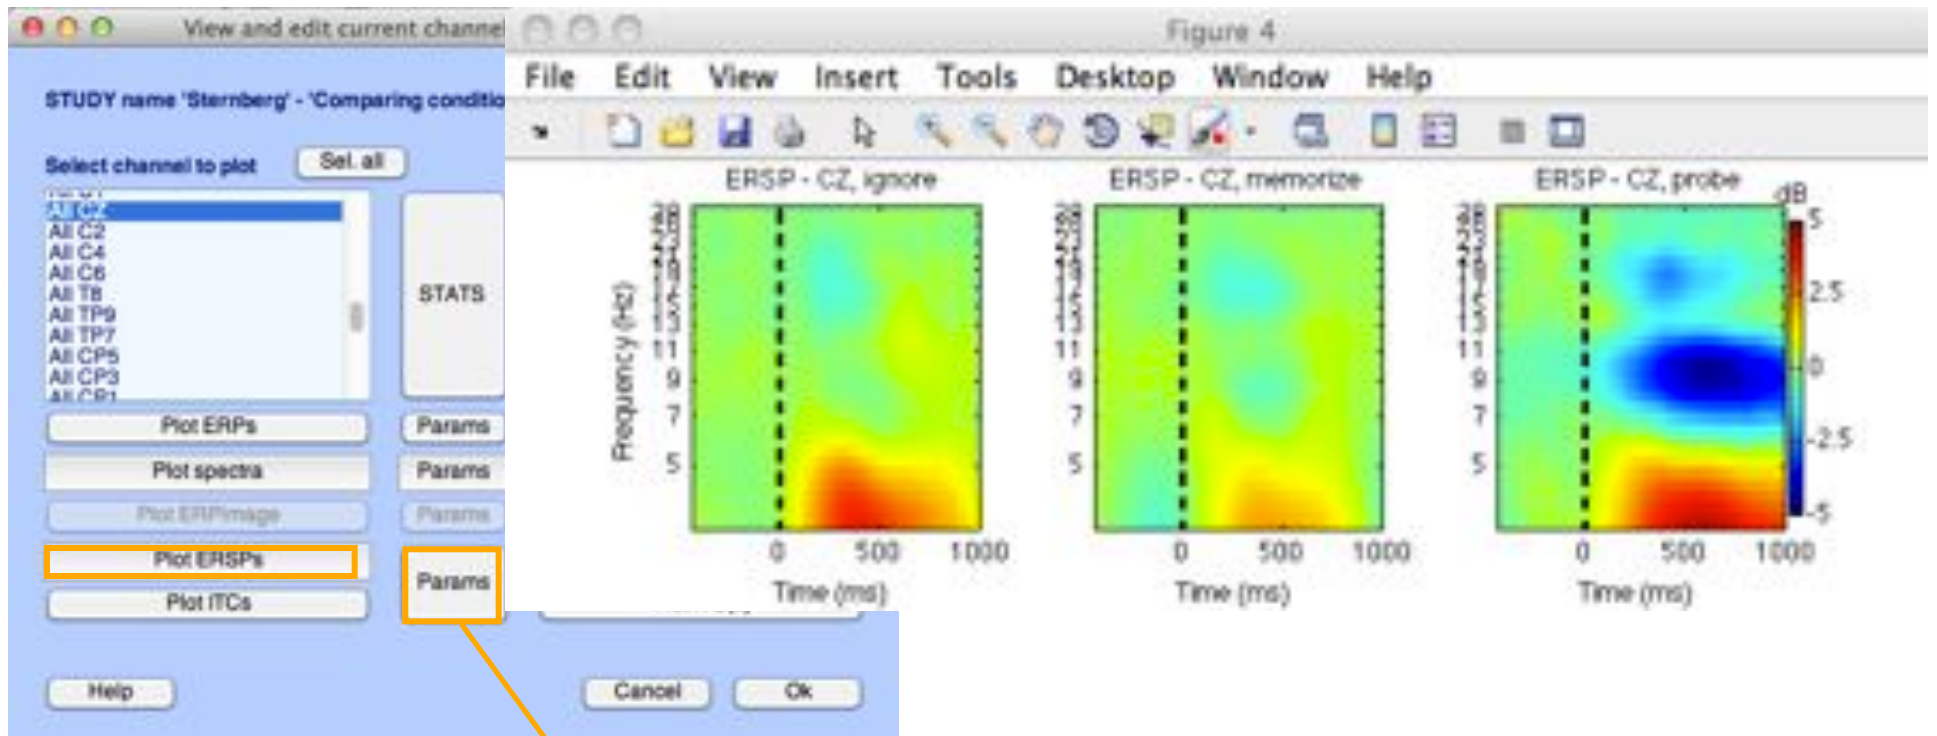 View and edit current channel
STUDY name 'Sternberg' - 'Comparing conditio
Select channel to plot
Sel. all
All CZ
All C2
All C4
All C6
All T8
All TP9
All TP7
All CP5
All CP3
All CP1
STATS
Plot ERPs
Params
Plot spectra
Params
Plot ERPimage
Params
Plot ERSPs
Params
Plot ITCs
Help
Cancel
Ok
Figure 4
File Edit View Insert Tools Desktop Window Help
ERSP - CZ, ignore
ERSP - CZ, memorize
ERSP - CZ, probe
dB
Frequency (Hz)
11
9
7
5
0 500 1000
Time (ms)
11
9
7
5
0 500 1000
Time (ms)
11
9
7
5
0 500 1000
Time (ms)
5
2.5
0
-2.5
-5